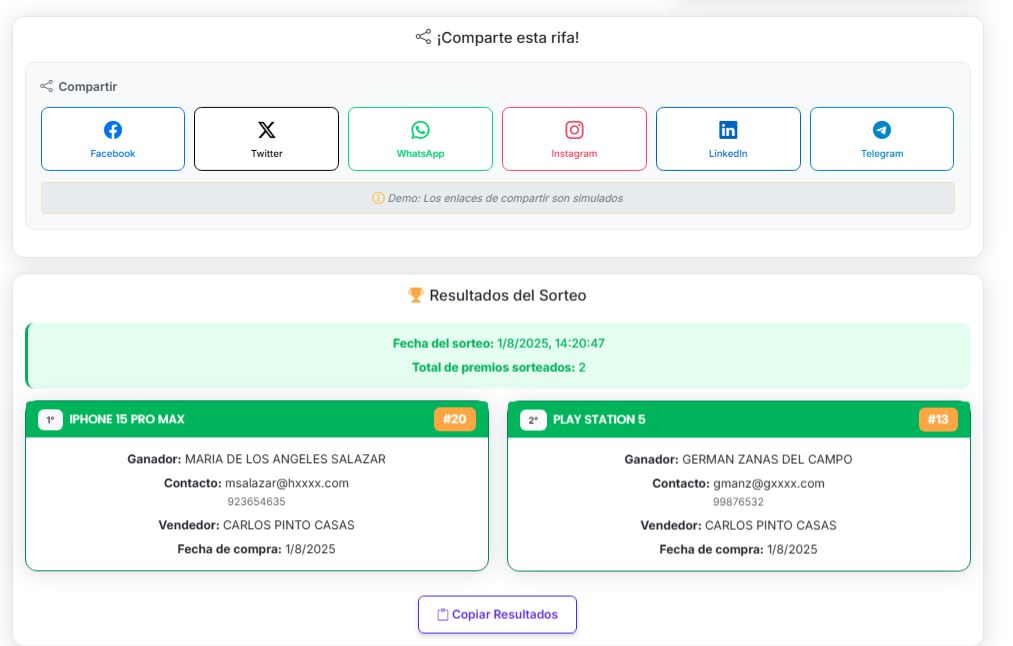 ¡Comparte esta rifa!
Compartir
Facebook
Twitter
WhatsApp
Instagram
LinkedIn
Telegram
Demo: Los enlaces de compartir son simulados
Resultados del Sorteo
Fecha del sorteo: 1/8/2025, 14:20:47
Total de premios sorteados: 2
1° IPHONE 15 PRO MAX #20
Ganador: MARIA DE LOS ANGELES SALAZAR
Contacto: msalazar@hxxxx.com
923654635
Vendedor: CARLOS PINTO CASAS
Fecha de compra: 1/8/2025
2° PLAY STATION 5 #13
Ganador: GERMAN ZANAS DEL CAMPO
Contacto: gmanz@gxxxx.com
99876532
Vendedor: CARLOS PINTO CASAS
Fecha de compra: 1/8/2025
Copiar Resultados